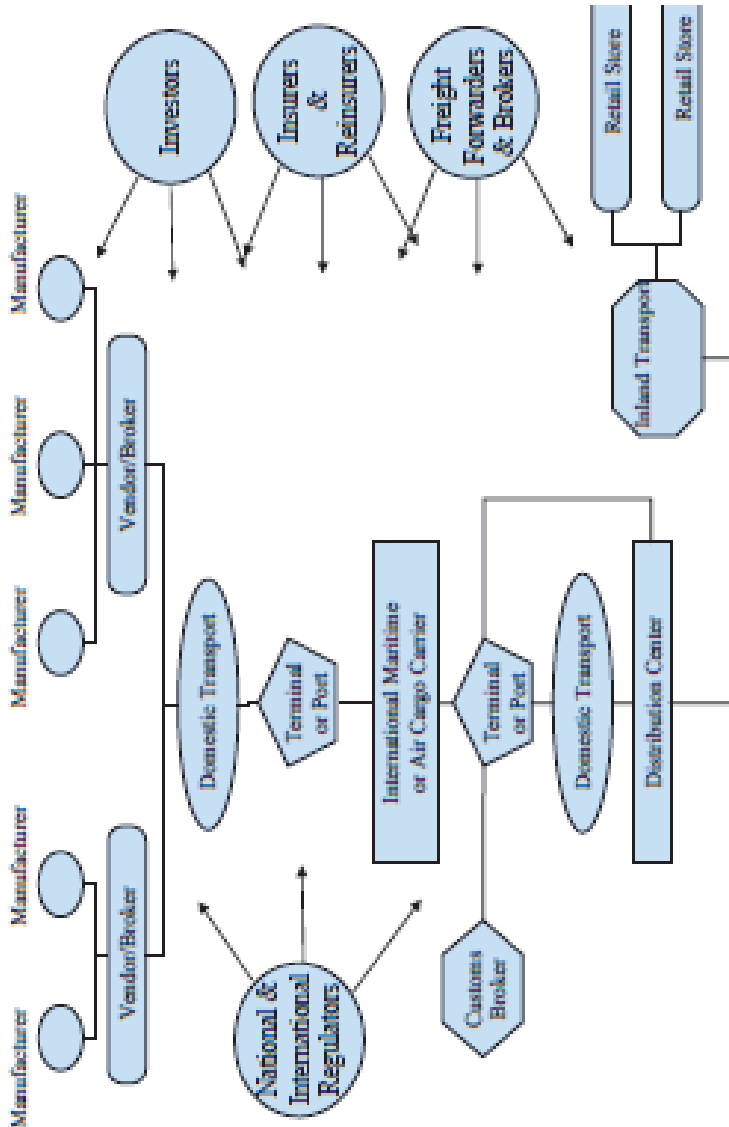 Manufacturer
Manufacturer
Manufacturer
Manufacturer
Manufacturer
Vendor/Broker
Vendor/Broker
Investors
Domestic Transport
National &
International
Regulators
Terminal
or Port
Insurers
&
Reinsurers
International Maritime
or Air Cargo Carrier
Freight
Forwarders
& Brokers
Customs
Broker
Terminal
or Port
Domestic Transport
Distribution Center
Inland Transport
Retail Store
Retail Store